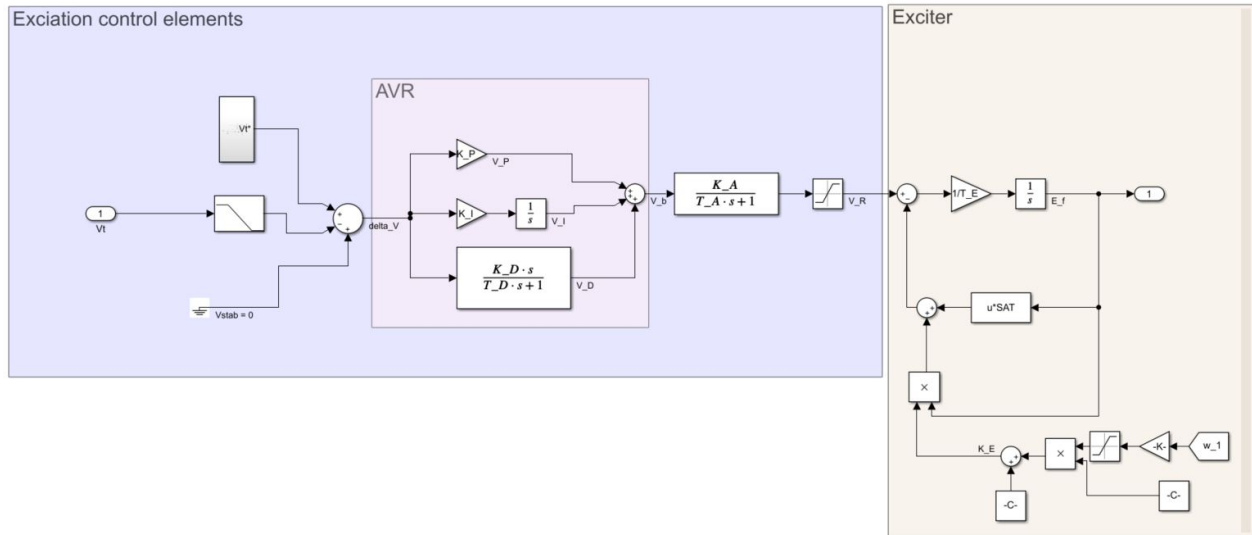 Exciation control elements
Exciter
AVR
Vt*
K_P
V_P
1
Vt
K_I
1
s
V_I
delta_V
K_D · s
T_D · s + 1
V_D
Vstab = 0
V_b
K_A
T_A · s + 1
V_R
1/T_E
1
s
E_f
1
u*SAT
×
K_E
×
-K-
w_1
-C-
-C-